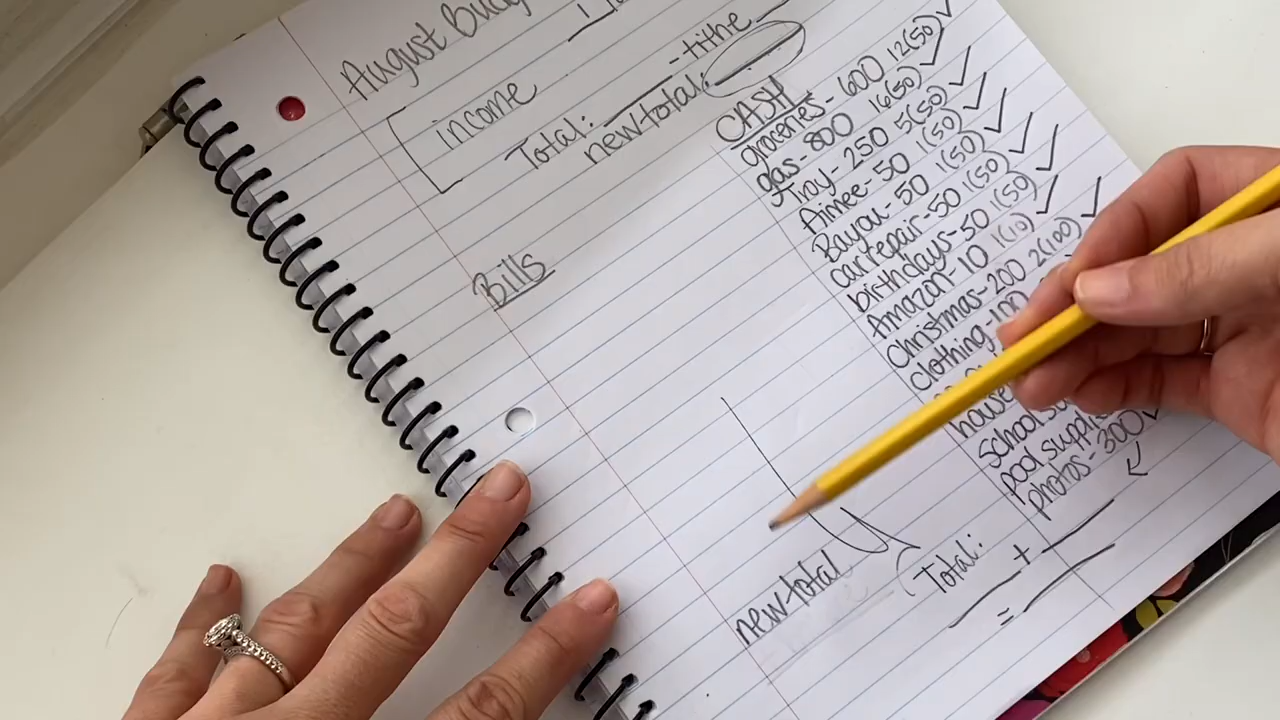 August
income
Total: - tithe
new total:
CASH
groceries - 600 12(50) ✓
gas - 800 16(50) ✓
Troy - 250 5(50) ✓
Aimee - 50 1(50) ✓
Bayou - 50 1(50) ✓
car repair - 50 1(50) ✓
birthdays - 50 1(50) ✓
Amazon - 10 1(10) ✓
Christmas - 200 2(100) ✓
clothing - 100
Bills
school
pool
photos - 300 ✓
Total: +
=
new total